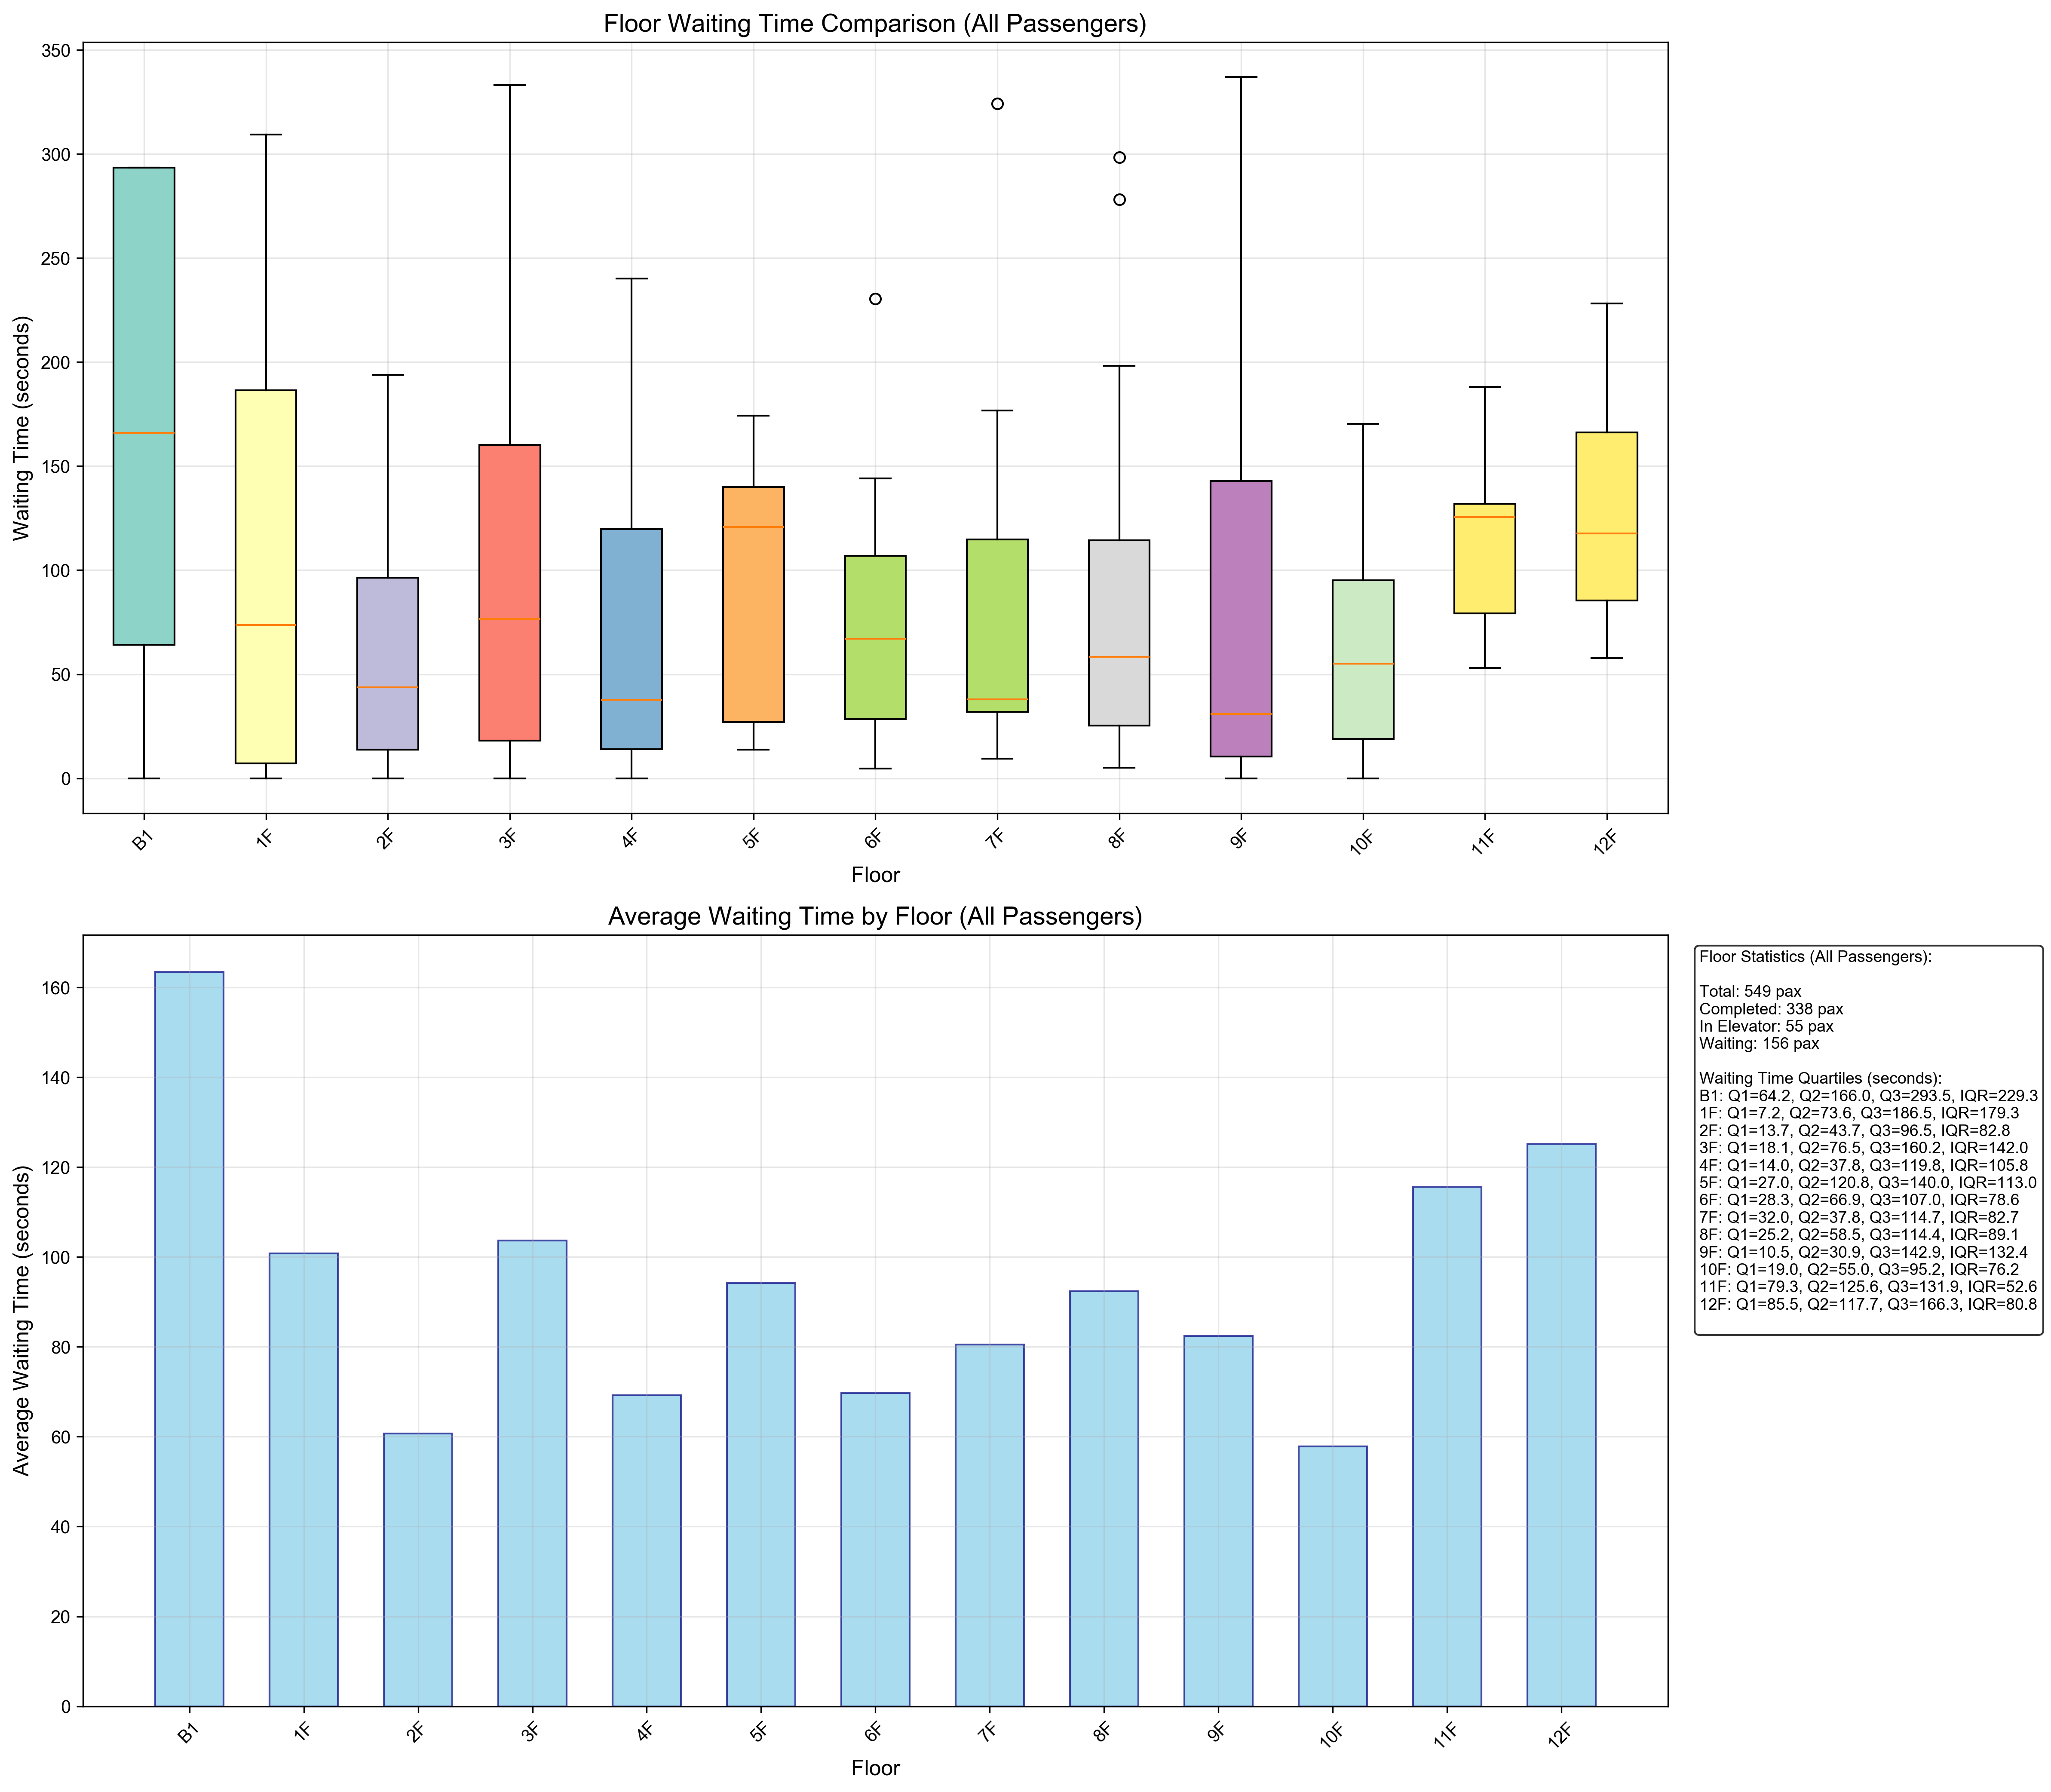 Floor Waiting Time Comparison (All Passengers)
350
300
250
200
150
100
50
0
Waiting Time (seconds)
B1 1F 2F 3F 4F 5F 6F 7F 8F 9F 10F 11F 12F
Floor
Average Waiting Time by Floor (All Passengers)
160
140
120
100
80
60
40
20
0
Average Waiting Time (seconds)
B1 1F 2F 3F 4F 5F 6F 7F 8F 9F 10F 11F 12F
Floor
Floor Statistics (All Passengers):
Total: 549 pax
Completed: 338 pax
In Elevator: 55 pax
Waiting: 156 pax
Waiting Time Quartiles (seconds):
B1: Q1=64.2, Q2=166.0, Q3=293.5, IQR=229.3
1F: Q1=7.2, Q2=73.6, Q3=186.5, IQR=179.3
2F: Q1=13.7, Q2=43.7, Q3=96.5, IQR=82.8
3F: Q1=18.1, Q2=76.5, Q3=160.2, IQR=142.0
4F: Q1=14.0, Q2=37.8, Q3=119.8, IQR=105.8
5F: Q1=27.0, Q2=120.8, Q3=140.0, IQR=113.0
6F: Q1=28.3, Q2=66.9, Q3=107.0, IQR=78.6
7F: Q1=32.0, Q2=37.8, Q3=114.7, IQR=82.7
8F: Q1=25.2, Q2=58.5, Q3=114.4, IQR=89.1
9F: Q1=10.5, Q2=30.9, Q3=142.9, IQR=132.4
10F: Q1=19.0, Q2=55.0, Q3=95.2, IQR=76.2
11F: Q1=79.3, Q2=125.6, Q3=131.9, IQR=52.6
12F: Q1=85.5, Q2=117.7, Q3=166.3, IQR=80.8